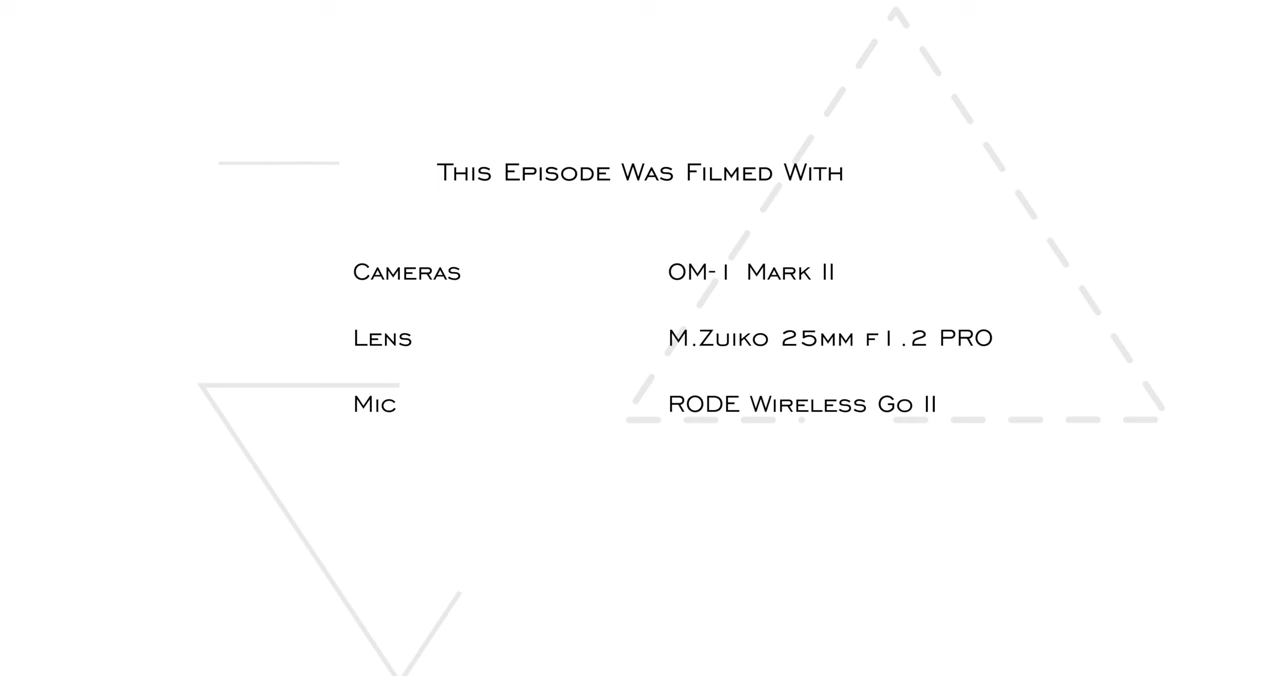 This Episode Was Filmed With
Cameras OM-1 Mark II
Lens M.Zuiko 25mm f1.2 PRO
Mic RODE Wireless Go II